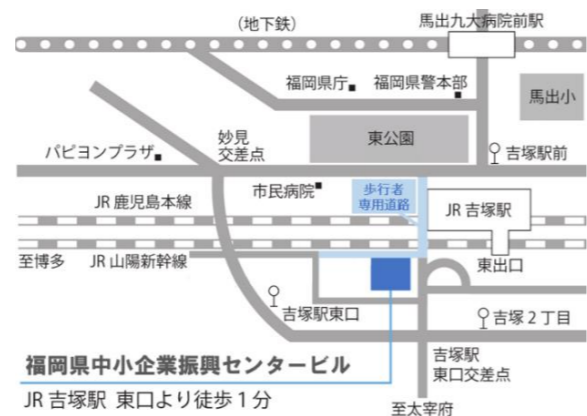 馬出九大病院前駅
(地下鉄)
福岡県庁
福岡県警本部
馬出小
東公園
パピヨンプラザ
妙見
交差点
吉塚駅前
市民病院
歩行者
専用道路
JR 鹿児島本線
JR 吉塚駅
至博多
JR 山陽新幹線
東出口
吉塚駅東口
吉塚 2 丁目
福岡県中小企業振興センタービル
JR 吉塚駅 東口より徒歩 1 分
吉塚駅
東口交差点
至太宰府